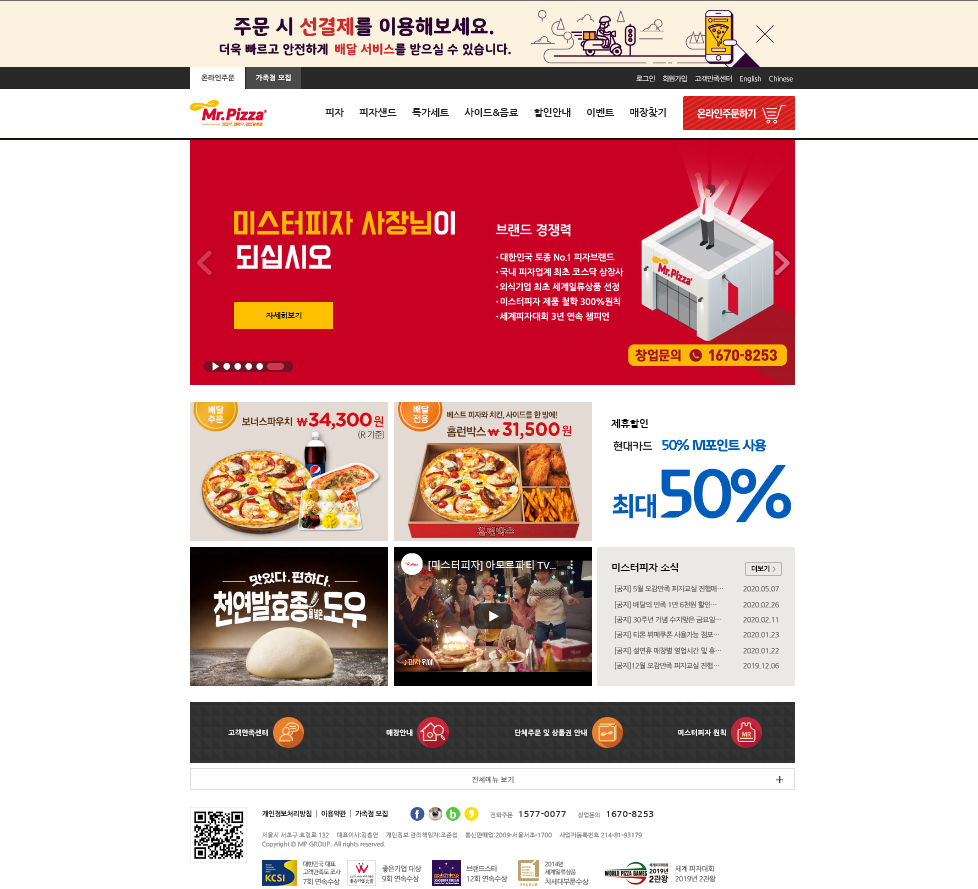 주문 시 선결제를 이용해보세요.
더욱 빠르고 안전하게 배달 서비스를 받으실 수 있습니다.
온라인주문 가족점 모집
로그인 회원가입 고객만족센터 English Chinese
Mr.Pizza
피자 피자샌드 특가세트 사이드&음료 할인안내 이벤트 매장찾기
온라인주문하기
미스터피자 사장님이
되십시오
자세히보기
브랜드 경쟁력
· 대한민국 토종 No.1 피자브랜드
· 국내 피자업계 최초 코스닥 상장사
· 외식기업 최초 세계일류상품 선정
· 미스터피자 제품 철학 300%원칙
· 세계피자대회 3년 연속 챔피언
Mr.Pizza
창업문의 1670-8253
배달
주문
보너스파우치 ₩34,300원
(R 기준)
배달
전용
베스트 피자와 치킨, 사이드를 한 방에!
홈런박스 ₩31,500원
홈런박스
제휴할인
현대카드 50% M포인트 사용
최대 50%
맛있다. 편하다.
천연발효종을 넣은 도우
[미스터피자] 아모르파티 TV...
미스터피자 소식
더보기 >
[공지] 5월 오감만족 피자교실 진행매… 2020.05.07
[공지] 배달의 민족 1만 6천원 할인… 2020.02.26
[공지] 30주년 기념 수지맞은 금요일… 2020.02.11
[공지] 티몬 뷔페쿠폰 사용가능 점포… 2020.01.23
[공지] 설연휴 매장별 영업시간 및 휴… 2020.01.22
[공지]12월 오감만족 피자교실 진행… 2019.12.06
고객만족센터 매장안내 단체주문 및 상품권 안내 미스터피자 원칙
MR
전체메뉴 보기 +
개인정보처리방침 | 이용약관 | 가족점 모집
전화주문 1577-0077 창업문의 1670-8253
서울시 서초구 효령로 132 대표이사:김흥연 개인정보 관리책임자:조준섭 통신판매업:2009-서울서초-1700 사업자등록번호 214-81-93179
Copyright © MP GROUP. All rights reserved.
KCSI
대한민국 대표
고객만족도 조사
7회 연속수상
좋은기업 대상
9회 연속수상
브랜드스타
12회 연속수상
2014년
세계일류상품
차세대부문수상
WORLD PIZZA GAMES
세계피자대회
2019년
2관왕
세계 피자대회
2019년 2관왕